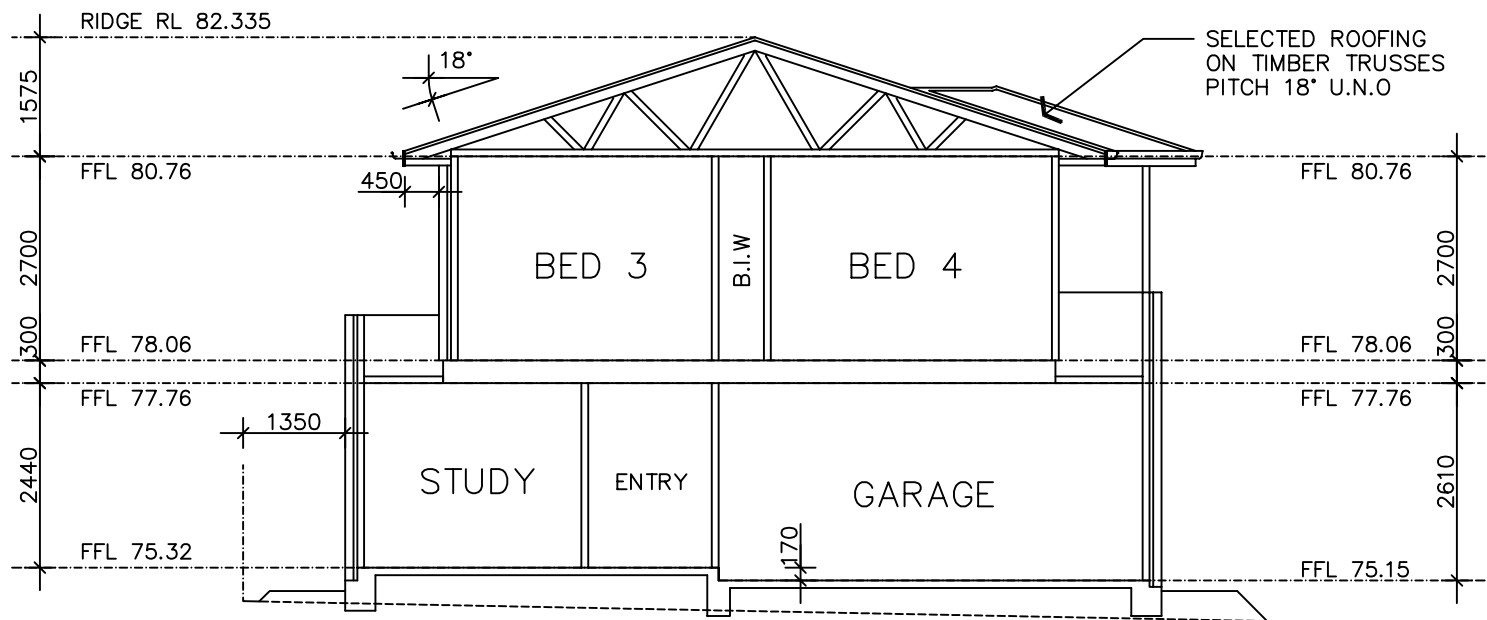 RIDGE RL 82.335
18°
SELECTED ROOFING
ON TIMBER TRUSSES
PITCH 18° U.N.O
1575
FFL 80.76
FFL 80.76
450
2700
BED 3
B.I.W
BED 4
2700
300
FFL 78.06
FFL 78.06
300
FFL 77.76
FFL 77.76
1350
2440
STUDY
ENTRY
GARAGE
2610
170
FFL 75.32
FFL 75.15